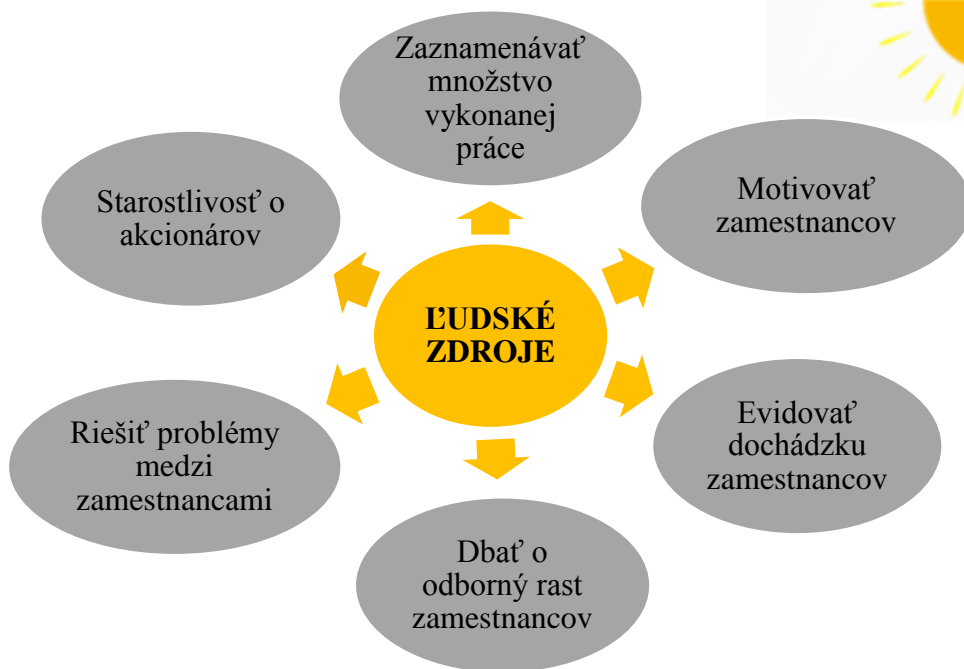 Zaznamenávať
množstvo
vykonanej
práce
Motivovať
zamestnancov
Evidovať
dochádzku
zamestnancov
Dbať o
odborný rast
zamestnancov
Riešiť problémy
medzi
zamestnancami
Starostlivosť o
akcionárov
ĽUDSKÉ
ZDROJE